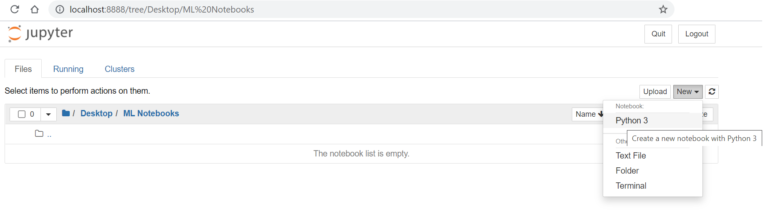 localhost:8888/tree/Desktop/ML%20Notebooks
jupyter
Quit Logout
Files Running Clusters
Select items to perform actions on them.
Upload New
0 / Desktop / ML Notebooks Name
Notebook
Python 3
Create a new notebook with Python 3
..
Text File
The notebook list is empty.
Folder
Terminal